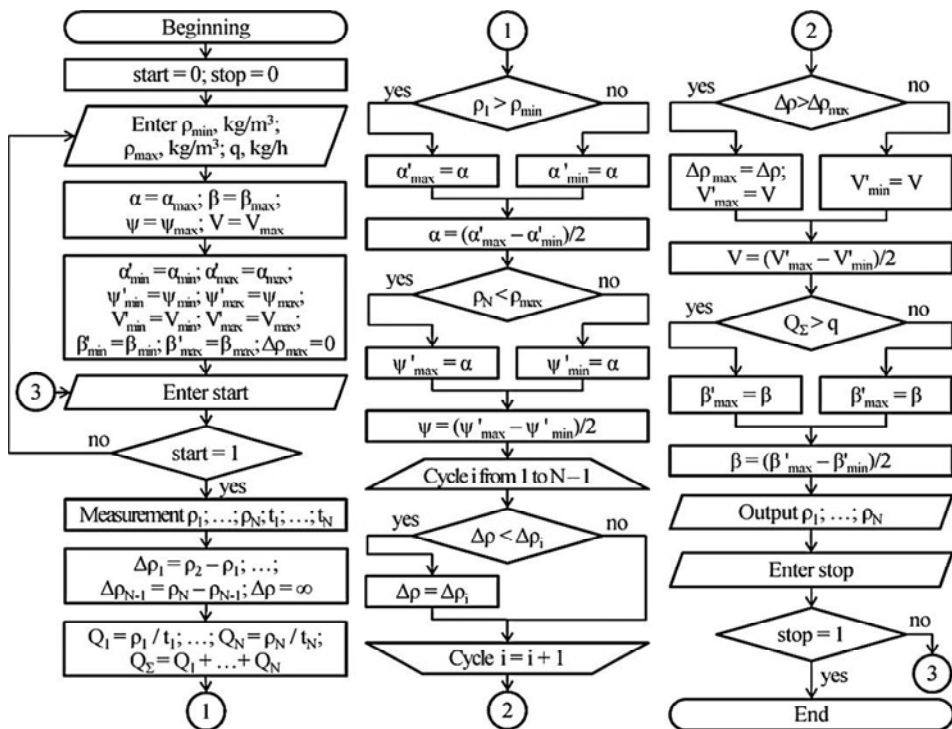 Beginning
start = 0; stop = 0
Enter ρmin, kg/m³;
ρmax, kg/m³; q, kg/h
α = αmax; β = βmax;
ψ = ψmax; V = Vmax
α'min = αmin; α'max = αmax;
ψ'min = ψmin; ψ'max = ψmax;
V'min = Vmin; V'max = Vmax;
β'min = βmin; β'max = βmax; Δρmax = 0
3
Enter start
no
start = 1
yes
Measurement ρ1; …; ρN; t1; …; tN
Δρ1 = ρ2 – ρ1; …;
ΔρN-1 = ρN – ρN-1; Δρ = ∞
Q1 = ρ1 / t1; …; QN = ρN / tN;
QΣ = Q1 + … + QN
1
1
yes
ρ1 > ρmin
no
α'max = α
α'min = α
α = (α'max – α'min)/2
yes
ρN < ρmax
no
ψ'max = α
ψ'min = α
ψ = (ψ'max – ψ'min)/2
Cycle i from 1 to N – 1
yes
Δρ < Δρi
no
Δρ = Δρi
Cycle i = i + 1
2
2
yes
Δρ > Δρmax
no
Δρmax = Δρ;
V'max = V
V'min = V
V = (V'max – V'min)/2
yes
QΣ > q
no
β'max = β
β'max = β
β = (β'max – β'min)/2
Output ρ1; …; ρN
Enter stop
stop = 1
no
3
yes
End